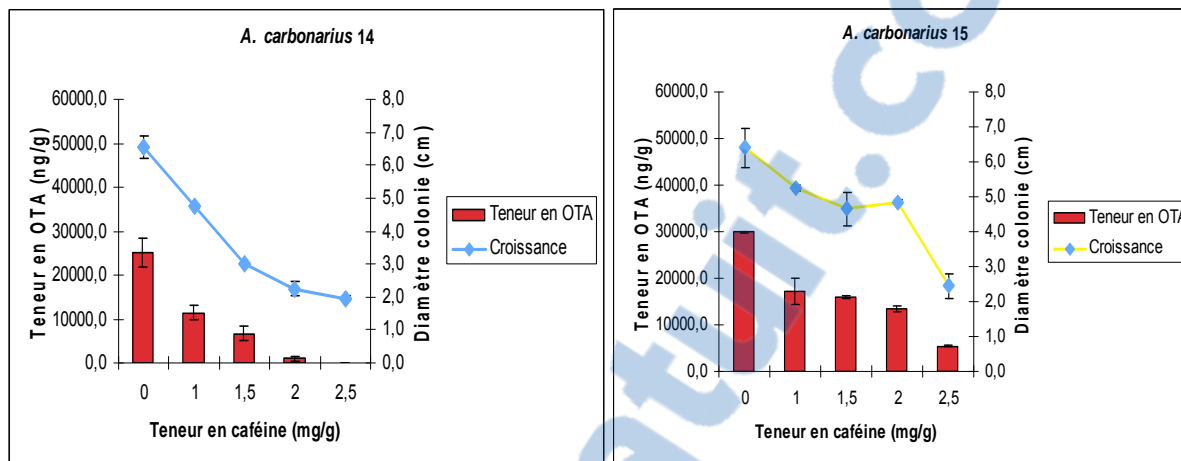 A. carbonarius 14
Teneur en OTA (ng/g)
60000,0
50000,0
40000,0
30000,0
20000,0
10000,0
0,0
8,0
7,0
6,0
5,0
4,0
3,0
2,0
1,0
0,0
Diamètre colonie (cm)
0 1 1,5 2 2,5
Teneur en caféine (mg/g)
Teneur en OTA
Croissance
A. carbonarius 15
Teneur en OTA (ng/g)
60000,0
50000,0
40000,0
30000,0
20000,0
10000,0
0,0
8,0
7,0
6,0
5,0
4,0
3,0
2,0
1,0
0,0
Diamètre colonie (cm)
0 1 1,5 2 2,5
Teneur en caféine (mg/g)
Teneur en OTA
Croissance